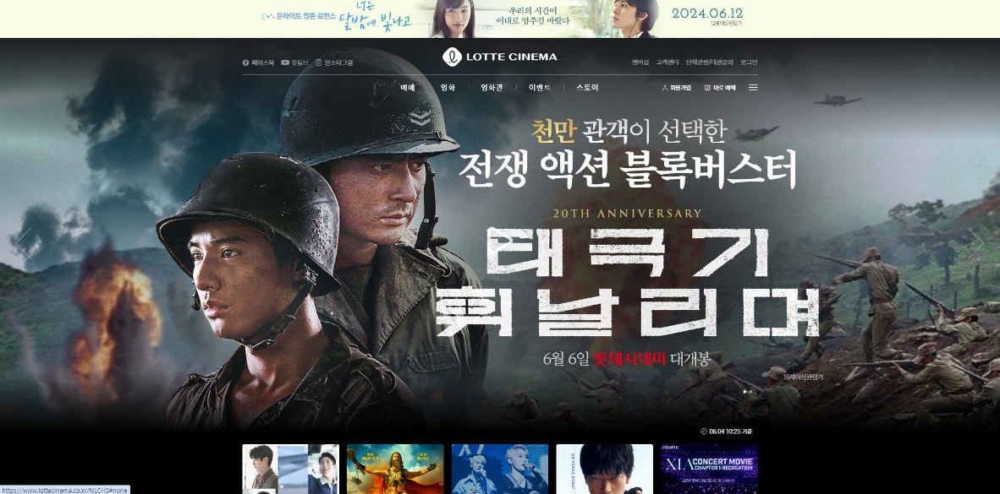 문라이트 청춘 로맨스
너는
달밤에 빛나고
우리의 시간이
이대로 멈추길 바랐다
2024.06.12
12세이상관람가
페이스북 유튜브 인스타그램
LOTTE CINEMA
멤버십 고객센터 단체관람/대관문의 로그인
예매 영화 영화관 이벤트 스토어
회원가입 바로 예매
천만 관객이 선택한
전쟁 액션 블록버스터
20TH ANNIVERSARY
태극기
휘날리며
6월 6일 롯데시네마 대개봉
15세이상관람가
06.04 10:25 기준
XIA CONCERT MOVIE
CHAPTER 1: RECREATION
https://www.lottecinema.co.kr/NLCHS#none